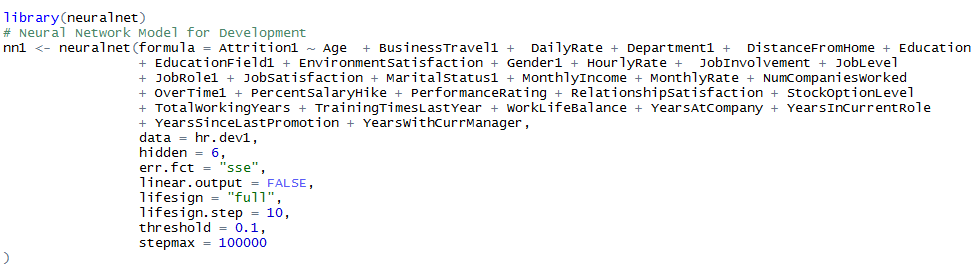 library(neuralnet)
# Neural Network Model for Development
nn1 <- neuralnet(formula = Attrition1 ~ Age  + BusinessTravel1 +  DailyRate + Department1 +  DistanceFromHome + Education
+ EducationField1 + EnvironmentSatisfaction + Gender1 + HourlyRate +  JobInvolvement + JobLevel
+ JobRole1 + JobSatisfaction + MaritalStatus1 + MonthlyIncome + MonthlyRate + NumCompaniesWorked
+ OverTime1 + PercentSalaryHike + PerformanceRating + RelationshipSatisfaction + StockOptionLevel
+ TotalWorkingYears + TrainingTimesLastYear + WorkLifeBalance + YearsAtCompany + YearsInCurrentRole
+ YearsSinceLastPromotion + YearsWithCurrManager,
data = hr.dev1,
hidden = 6,
err.fct = "sse",
linear.output = FALSE,
lifesign = "full",
lifesign.step = 10,
threshold = 0.1,
stepmax = 100000
)